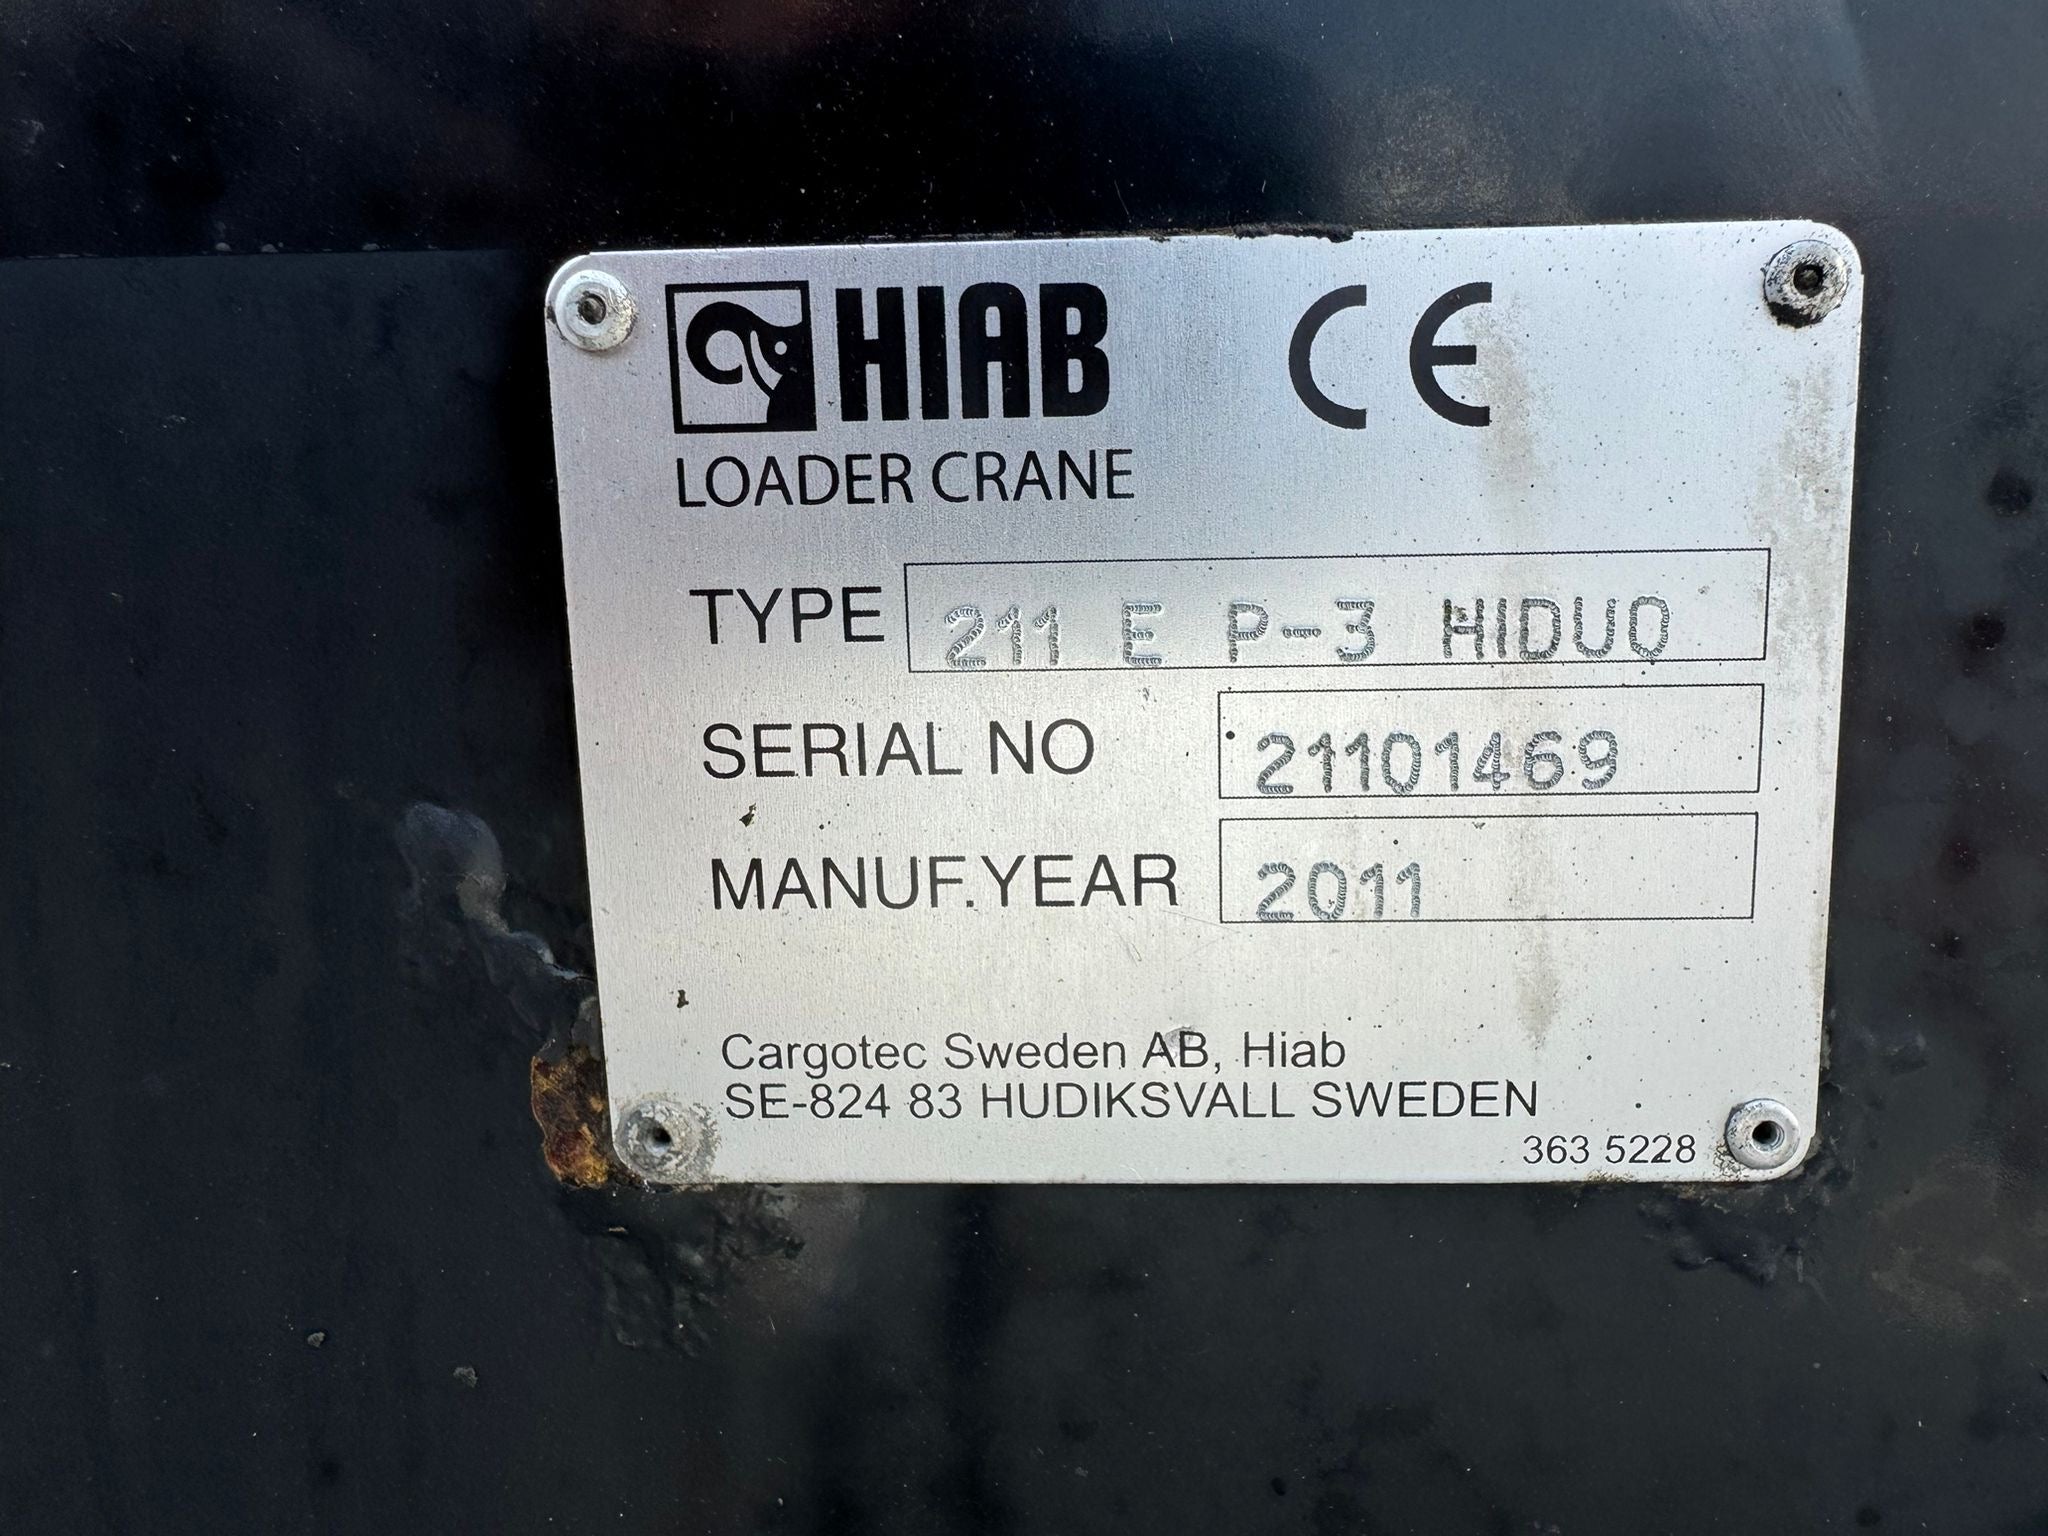 HIAB CE
LOADER CRANE
TYPE 211 E P-3 HIDUO
SERIAL NO 21101469
MANUF.YEAR 2011
Cargotec Sweden AB, Hiab
SE-824 83 HUDIKSVALL SWEDEN
363 5228